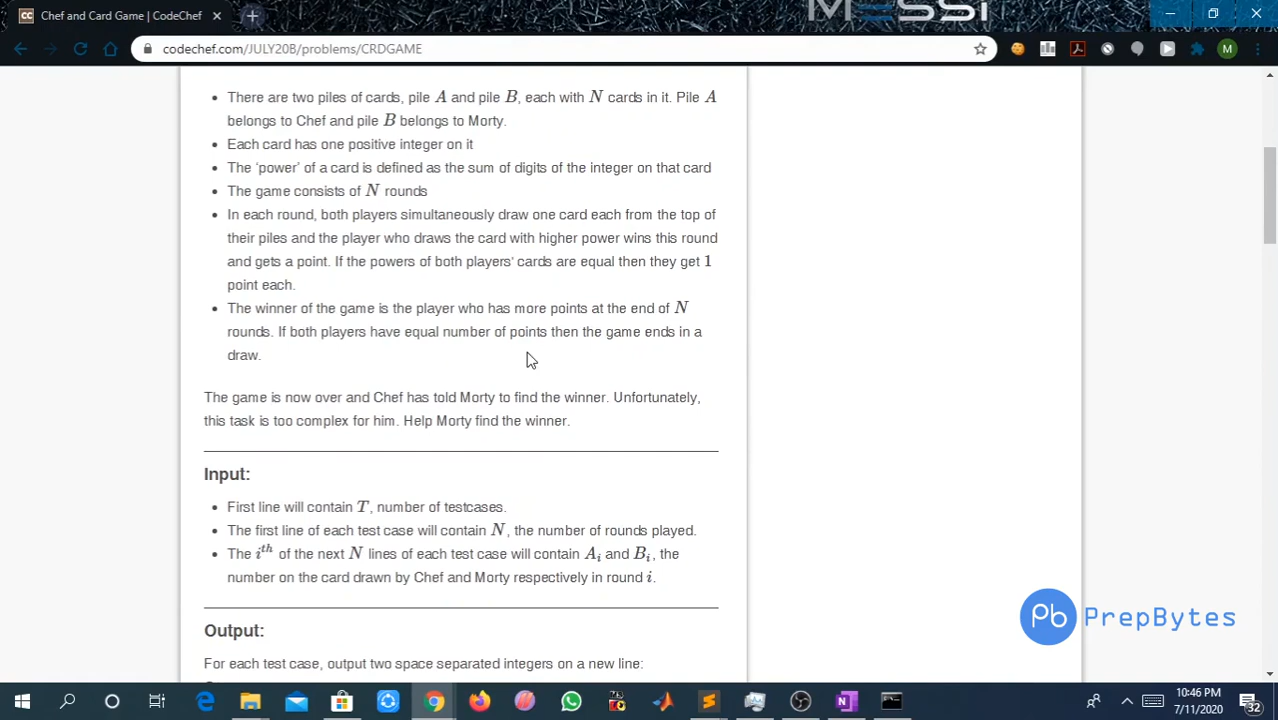 MESSI
CC Chef and Card Game | CodeChef
codechef.com/JULY20B/problems/CRDGAME
M
There are two piles of cards, pile A and pile B, each with N cards in it. Pile A
belongs to Chef and pile B belongs to Morty.
Each card has one positive integer on it
The ‘power’ of a card is defined as the sum of digits of the integer on that card
The game consists of N rounds
In each round, both players simultaneously draw one card each from the top of
their piles and the player who draws the card with higher power wins this round
and gets a point. If the powers of both players' cards are equal then they get 1
point each.
The winner of the game is the player who has more points at the end of N
rounds. If both players have equal number of points then the game ends in a
draw.
The game is now over and Chef has told Morty to find the winner. Unfortunately,
this task is too complex for him. Help Morty find the winner.
Input:
First line will contain T, number of testcases.
The first line of each test case will contain N, the number of rounds played.
The i^th of the next N lines of each test case will contain A_i and B_i, the
number on the card drawn by Chef and Morty respectively in round i.
Output:
For each test case, output two space separated integers on a new line:
Pb PrepBytes
10:46 PM
7/11/2020
32